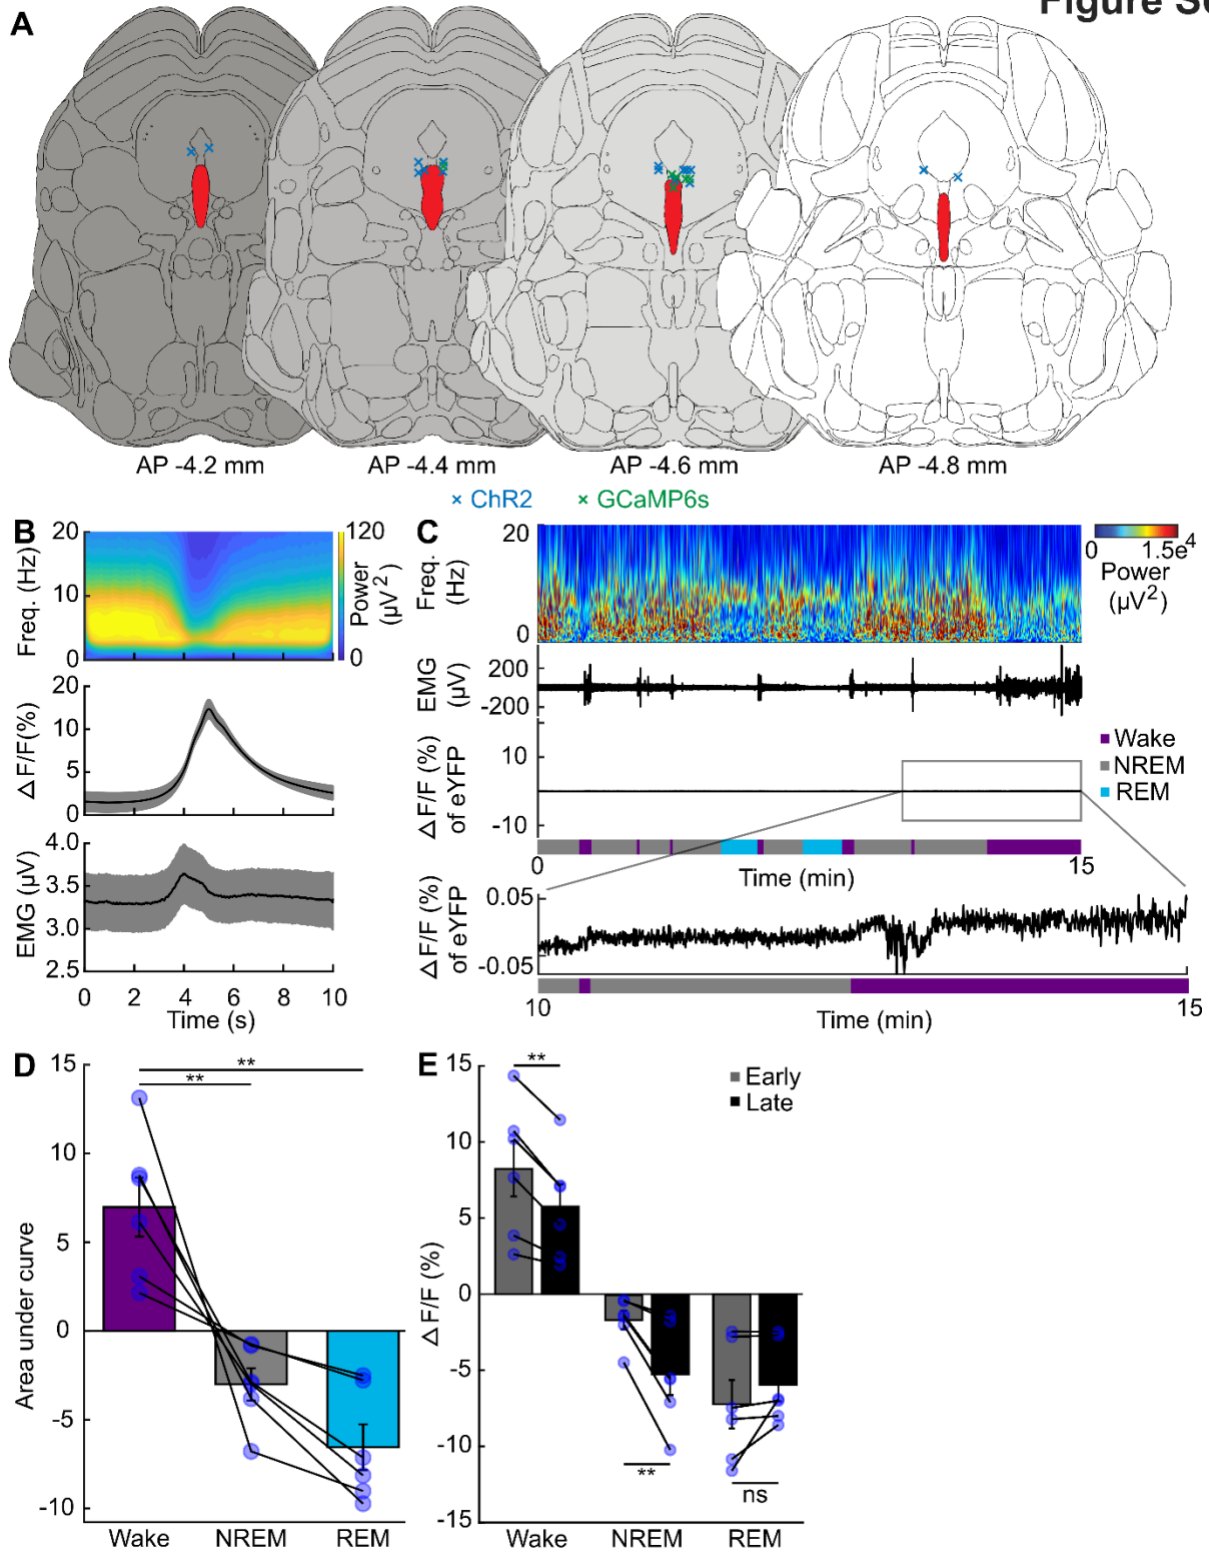 Figure S
A
AP -4.2 mm
AP -4.4 mm
AP -4.6 mm
AP -4.8 mm
× ChR2
× GCaMP6s
B
20
10
0
Freq. (Hz)
120
0
Power
(µV²)
20
10
5
0
ΔF/F(%)
4.0
3.5
3.0
2.5
EMG (µV)
0 2 4 6 8 10
Time (s)
C
20
0
Freq.
(Hz)
0 1.5e⁴
Power
(µV²)
200
-200
EMG
(µV)
10
0
-10
ΔF/F (%)
of eYFP
Wake
NREM
REM
0 15
Time (min)
0.05
-0.05
ΔF/F (%)
of eYFP
10 15
Time (min)
D
15
10
5
0
-5
-10
Area under curve
**
**
Wake NREM REM
E
15
10
5
0
-5
-10
-15
ΔF/F (%)
**
Early
Late
**
ns
Wake NREM REM